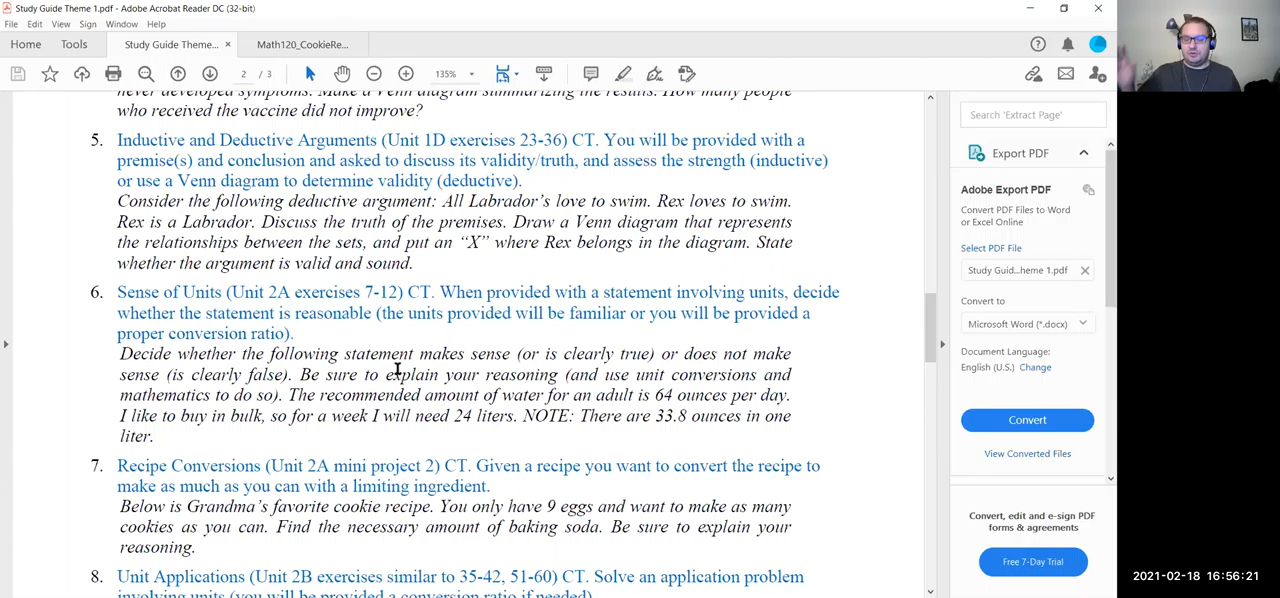 Study Guide Theme 1.pdf - Adobe Acrobat Reader DC (32-bit)
File Edit View Sign Window Help
Home Tools Study Guide Theme... × Math120_CookieRe...
2 / 3 135%
never developed symptoms. Make a Venn diagram summarizing the results. How many people
who received the vaccine did not improve?
5. Inductive and Deductive Arguments (Unit 1D exercises 23-36) CT. You will be provided with a
premise(s) and conclusion and asked to discuss its validity/truth, and assess the strength (inductive)
or use a Venn diagram to determine validity (deductive).
Consider the following deductive argument: All Labrador's love to swim. Rex loves to swim.
Rex is a Labrador. Discuss the truth of the premises. Draw a Venn diagram that represents
the relationships between the sets, and put an "X" where Rex belongs in the diagram. State
whether the argument is valid and sound.
6. Sense of Units (Unit 2A exercises 7-12) CT. When provided with a statement involving units, decide
whether the statement is reasonable (the units provided will be familiar or you will be provided a
proper conversion ratio).
Decide whether the following statement makes sense (or is clearly true) or does not make
sense (is clearly false). Be sure to explain your reasoning (and use unit conversions and
mathematics to do so). The recommended amount of water for an adult is 64 ounces per day.
I like to buy in bulk, so for a week I will need 24 liters. NOTE: There are 33.8 ounces in one
liter.
7. Recipe Conversions (Unit 2A mini project 2) CT. Given a recipe you want to convert the recipe to
make as much as you can with a limiting ingredient.
Below is Grandma's favorite cookie recipe. You only have 9 eggs and want to make as many
cookies as you can. Find the necessary amount of baking soda. Be sure to explain your
reasoning.
8. Unit Applications (Unit 2B exercises similar to 35-42, 51-60) CT. Solve an application problem
involving units (you will be provided a conversion ratio if needed).
Search 'Extract Page'
Export PDF
Adobe Export PDF
Convert PDF Files to Word
or Excel Online
Select PDF File
Study Guid...heme 1.pdf ×
Convert to
Microsoft Word (*.docx)
Document Language:
English (U.S.) Change
Convert
View Converted Files
Convert, edit and e-sign PDF
forms & agreements
Free 7-Day Trial
2021-02-18 16:56:21